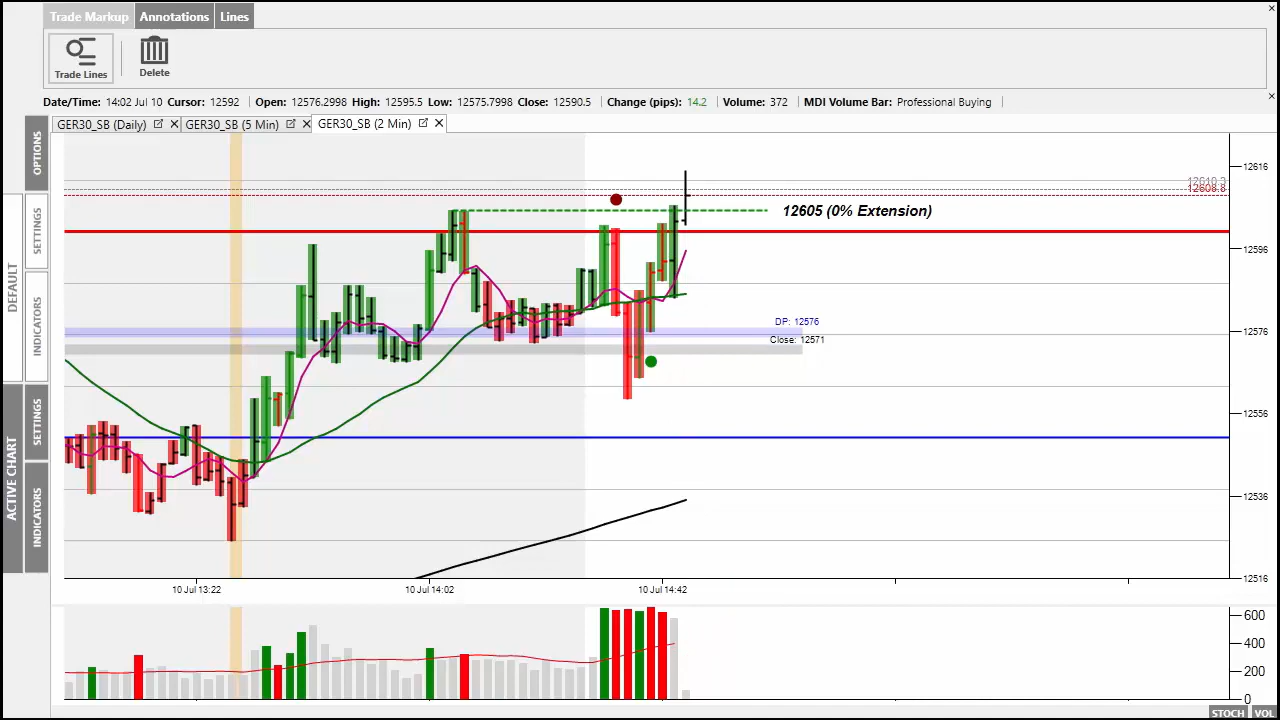 Trade Markup Annotations Lines
Trade Lines
Delete
Date/Time: 14:02 Jul 10 Cursor: 12592 Open: 12576.2998 High: 12595.5 Low: 12575.7998 Close: 12590.5 Change (pips): 14.2 Volume: 372 MDI Volume Bar: Professional Buying
GER30_SB (Daily) GER30_SB (5 Min) GER30_SB (2 Min)
OPTIONS
SETTINGS
DEFAULT
INDICATORS
SETTINGS
ACTIVE CHART
INDICATORS
12616
12608.8
12605 (0% Extension)
12596
DP: 12576
12576
Close: 12571
12556
12536
12516
10 Jul 13:22
10 Jul 14:02
10 Jul 14:42
600
400
200
0
STOCH VOL